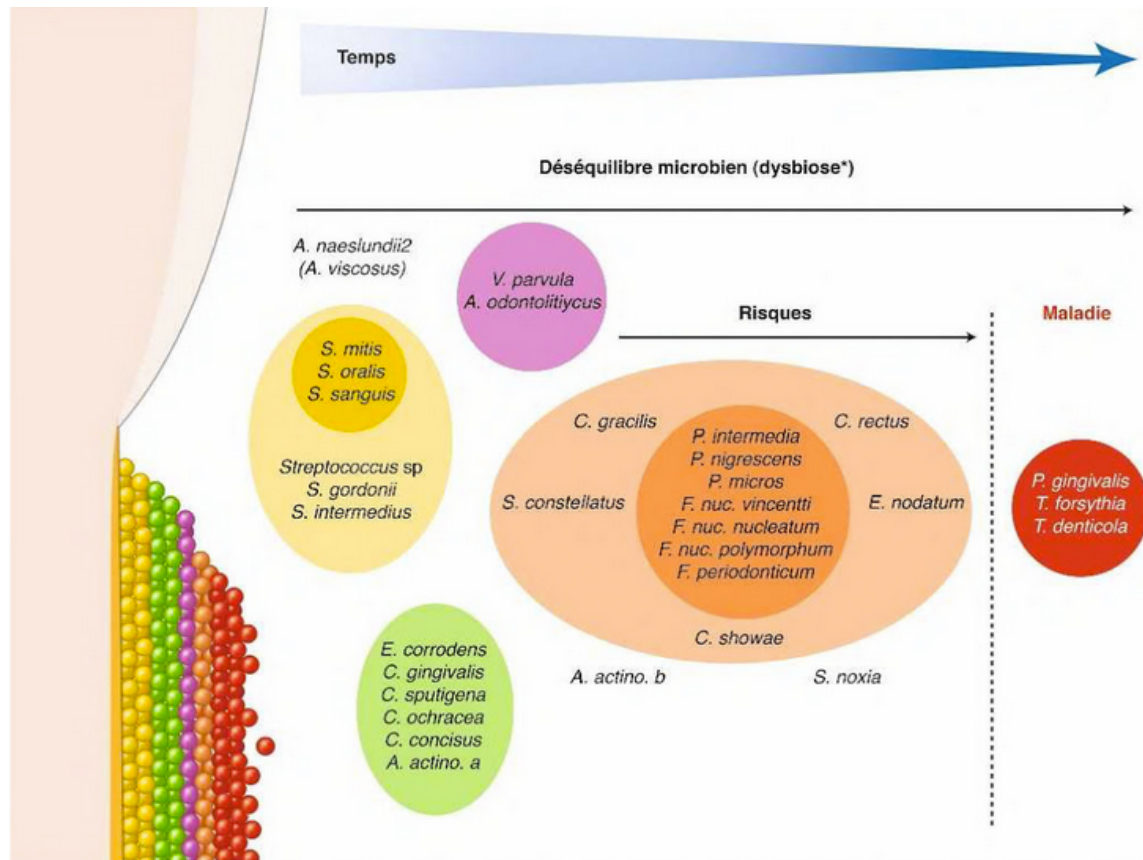 Temps
Déséquilibre microbien (dysbiose*)
A. naeslundii2
(A. viscosus)
V. parvula
A. odontolitiycus
Risques
Maladie
S. mitis
S. oralis
S. sanguis
Streptococcus sp
S. gordonii
S. intermedius
C. gracilis
C. rectus
P. intermedia
P. nigrescens
P. micros
F. nuc. vincentti
F. nuc. nucleatum
F. nuc. polymorphum
F. periodonticum
S. constellatus
E. nodatum
C. showae
P. gingivalis
T. forsythia
T. denticola
E. corrodens
C. gingivalis
C. sputigena
C. ochracea
C. concisus
A. actino. a
A. actino. b
S. noxia